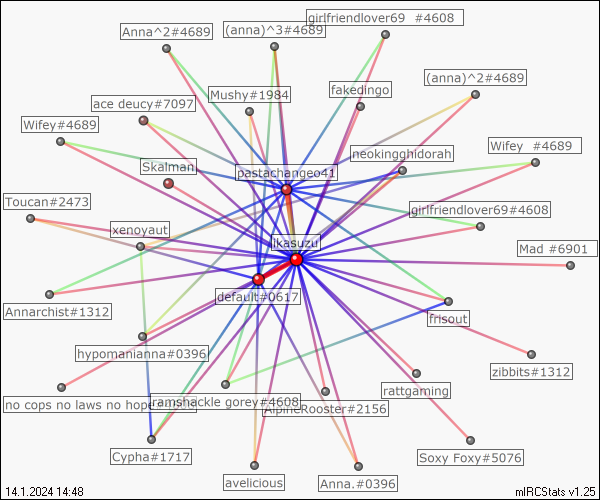 girlfriendlover69 #4608
Anna^2#4689
(anna)^3#4689
(anna)^2#4689
fakedingo
Mushy#1984
ace deucy#7097
Wifey#4689
Wifey #4689
neokingghidorah
Skalman
pastachangeo41
Toucan#2473
girlfriendlover69#4608
xenoyaut
ikasuzu
Mad #6901
default#0617
Annarchist#1312
frisout
hypomanianna#0396
zibbits#1312
rattgaming
no cops no laws no hope
ramshackle gorey#4608
AlpineRooster#2156
Cypha#1717
Soxy Foxy#5076
avelicious
Anna.#0396
14.1.2024 14:48
mIRCStats v1.25